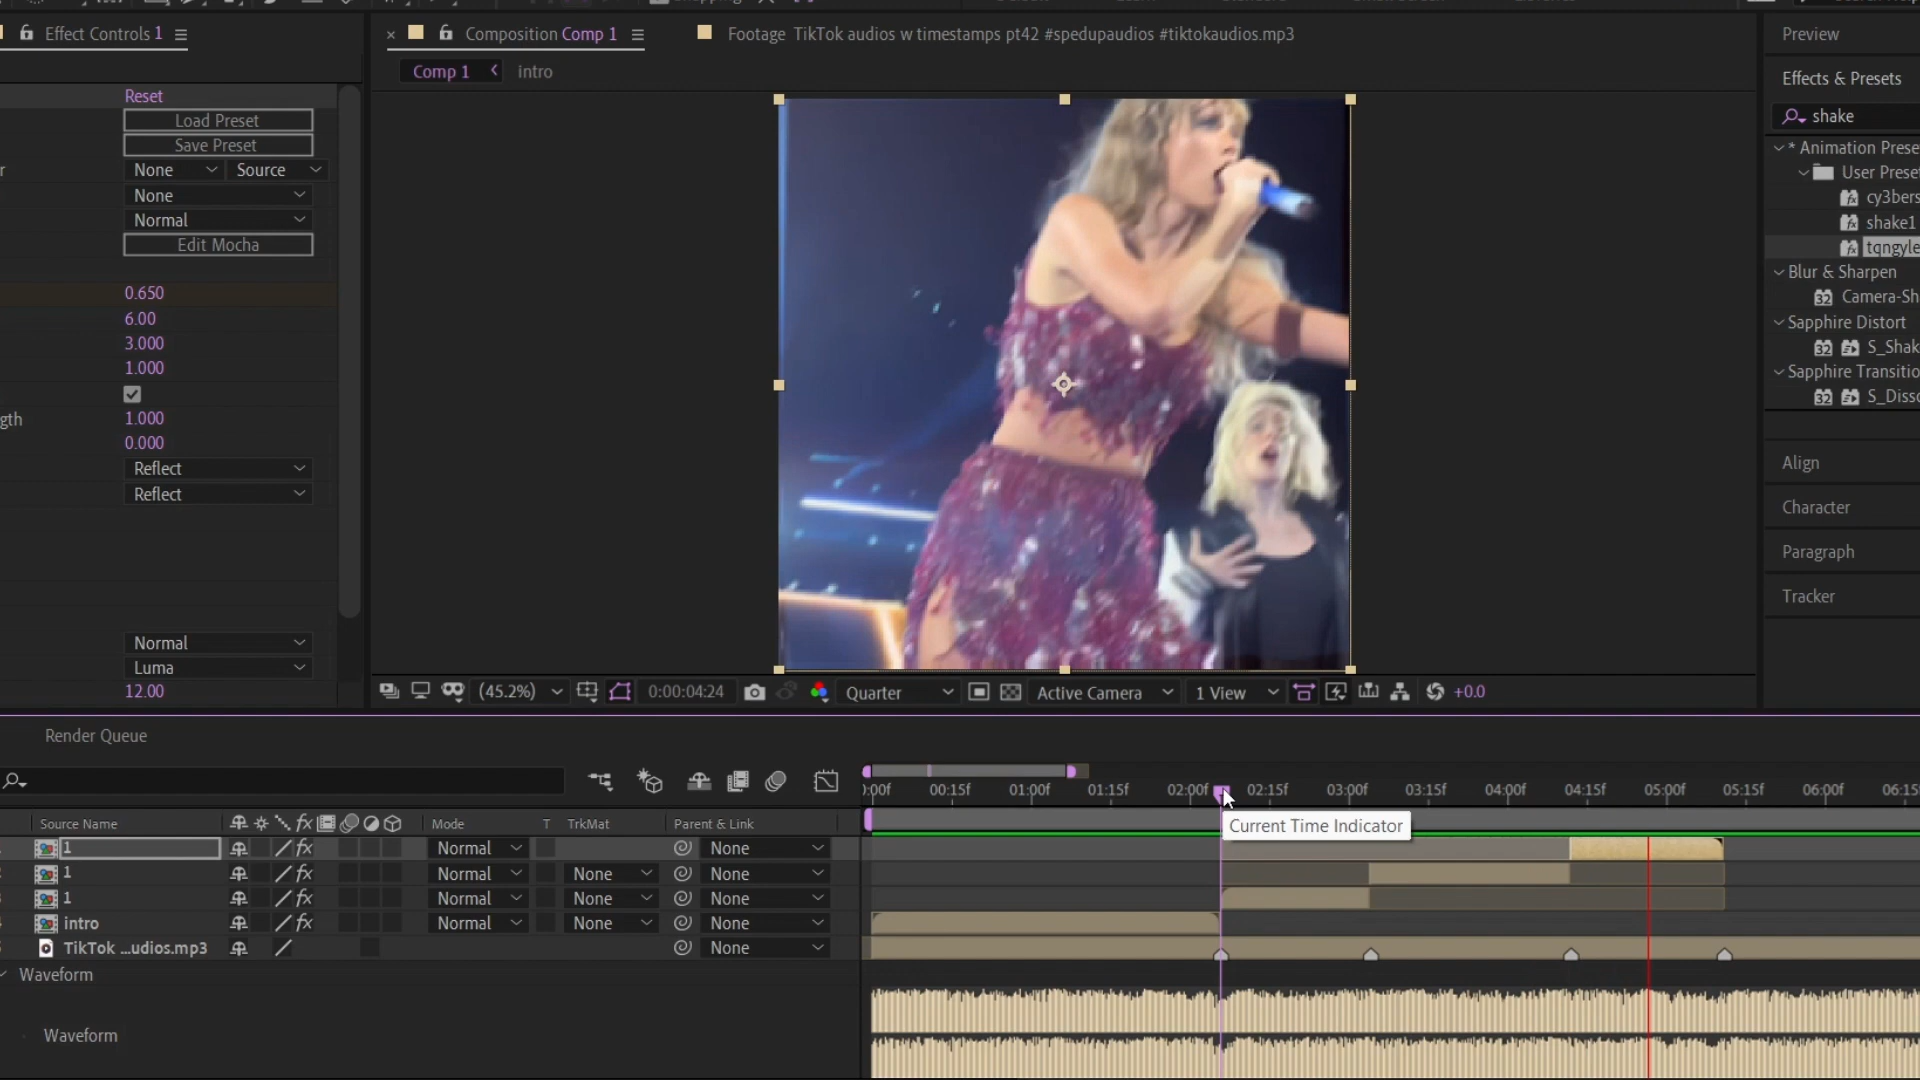 Effect Controls 1
Composition Comp 1
Footage TikTok audios w timestamps pt42 #spedupaudios #tiktokaudios.mp3
Preview
Comp 1
intro
Effects & Presets
Reset
Load Preset
shake
Save Preset
* Animation Prese
None
Source
User Prese
None
cy3bers
Normal
shake1
Edit Mocha
tqngyle
Blur & Sharpen
0.650
Camera-Sh
6.00
Sapphire Distort
3.000
S_Shak
1.000
Sapphire Transitio
S_Disso
gth
1.000
0.000
Align
Reflect
Reflect
Character
Paragraph
Tracker
Normal
Luma
12.00
(45.2%)
0:00:04:24
Quarter
Active Camera
1 View
+0.0
Render Queue
:00f 00:15f 01:00f 01:15f 02:00f 02:15f 03:00f 03:15f 04:00f 04:15f 05:00f 05:15f 06:00f 06:15
Source Name
Mode
T
TrkMat
Parent & Link
Current Time Indicator
1
Normal
None
1
Normal
None
None
1
Normal
None
None
intro
Normal
None
None
TikTok ...udios.mp3
None
Waveform
Waveform